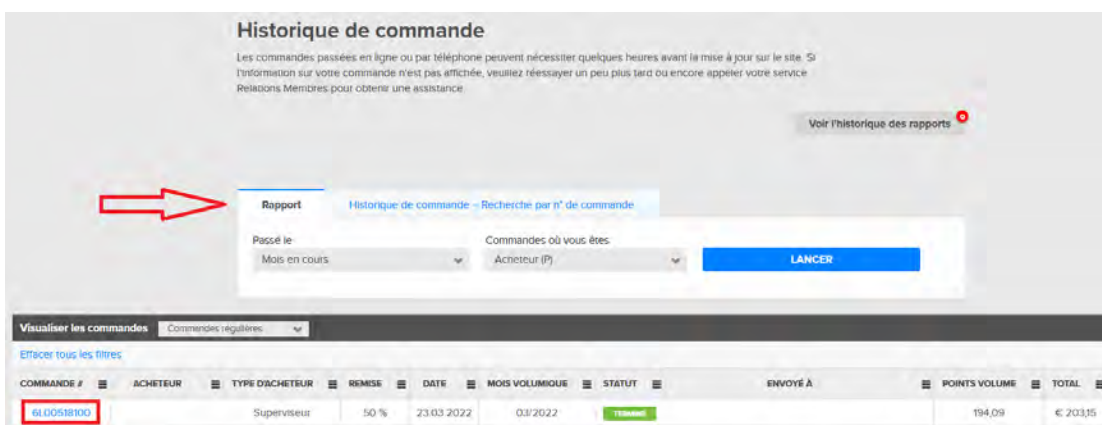 Historique de commande
Les commandes passées en ligne ou par téléphone peuvent nécessiter quelques heures avant la mise à jour sur le site. Si
l'information sur votre commande n'est pas affichée, veuillez réessayer un peu plus tard ou encore appeler votre service
Relations Membres pour obtenir une assistance.
Voir l'historique des rapports
Rapport Historique de commande – Recherche par n° de commande
Passé le Commandes où vous êtes
Mois en cours Acheteur (P) LANCER
Visualiser les commandes Commandes régulières
Effacer tous les filtres
COMMANDE # ACHETEUR TYPE D'ACHETEUR REMISE DATE MOIS VOLUMIQUE STATUT ENVOYÉ À POINTS VOLUME TOTAL
6L00518100 Superviseur 50 % 23.03 2022 03/2022 TERMINÉ 194,09 € 203,15